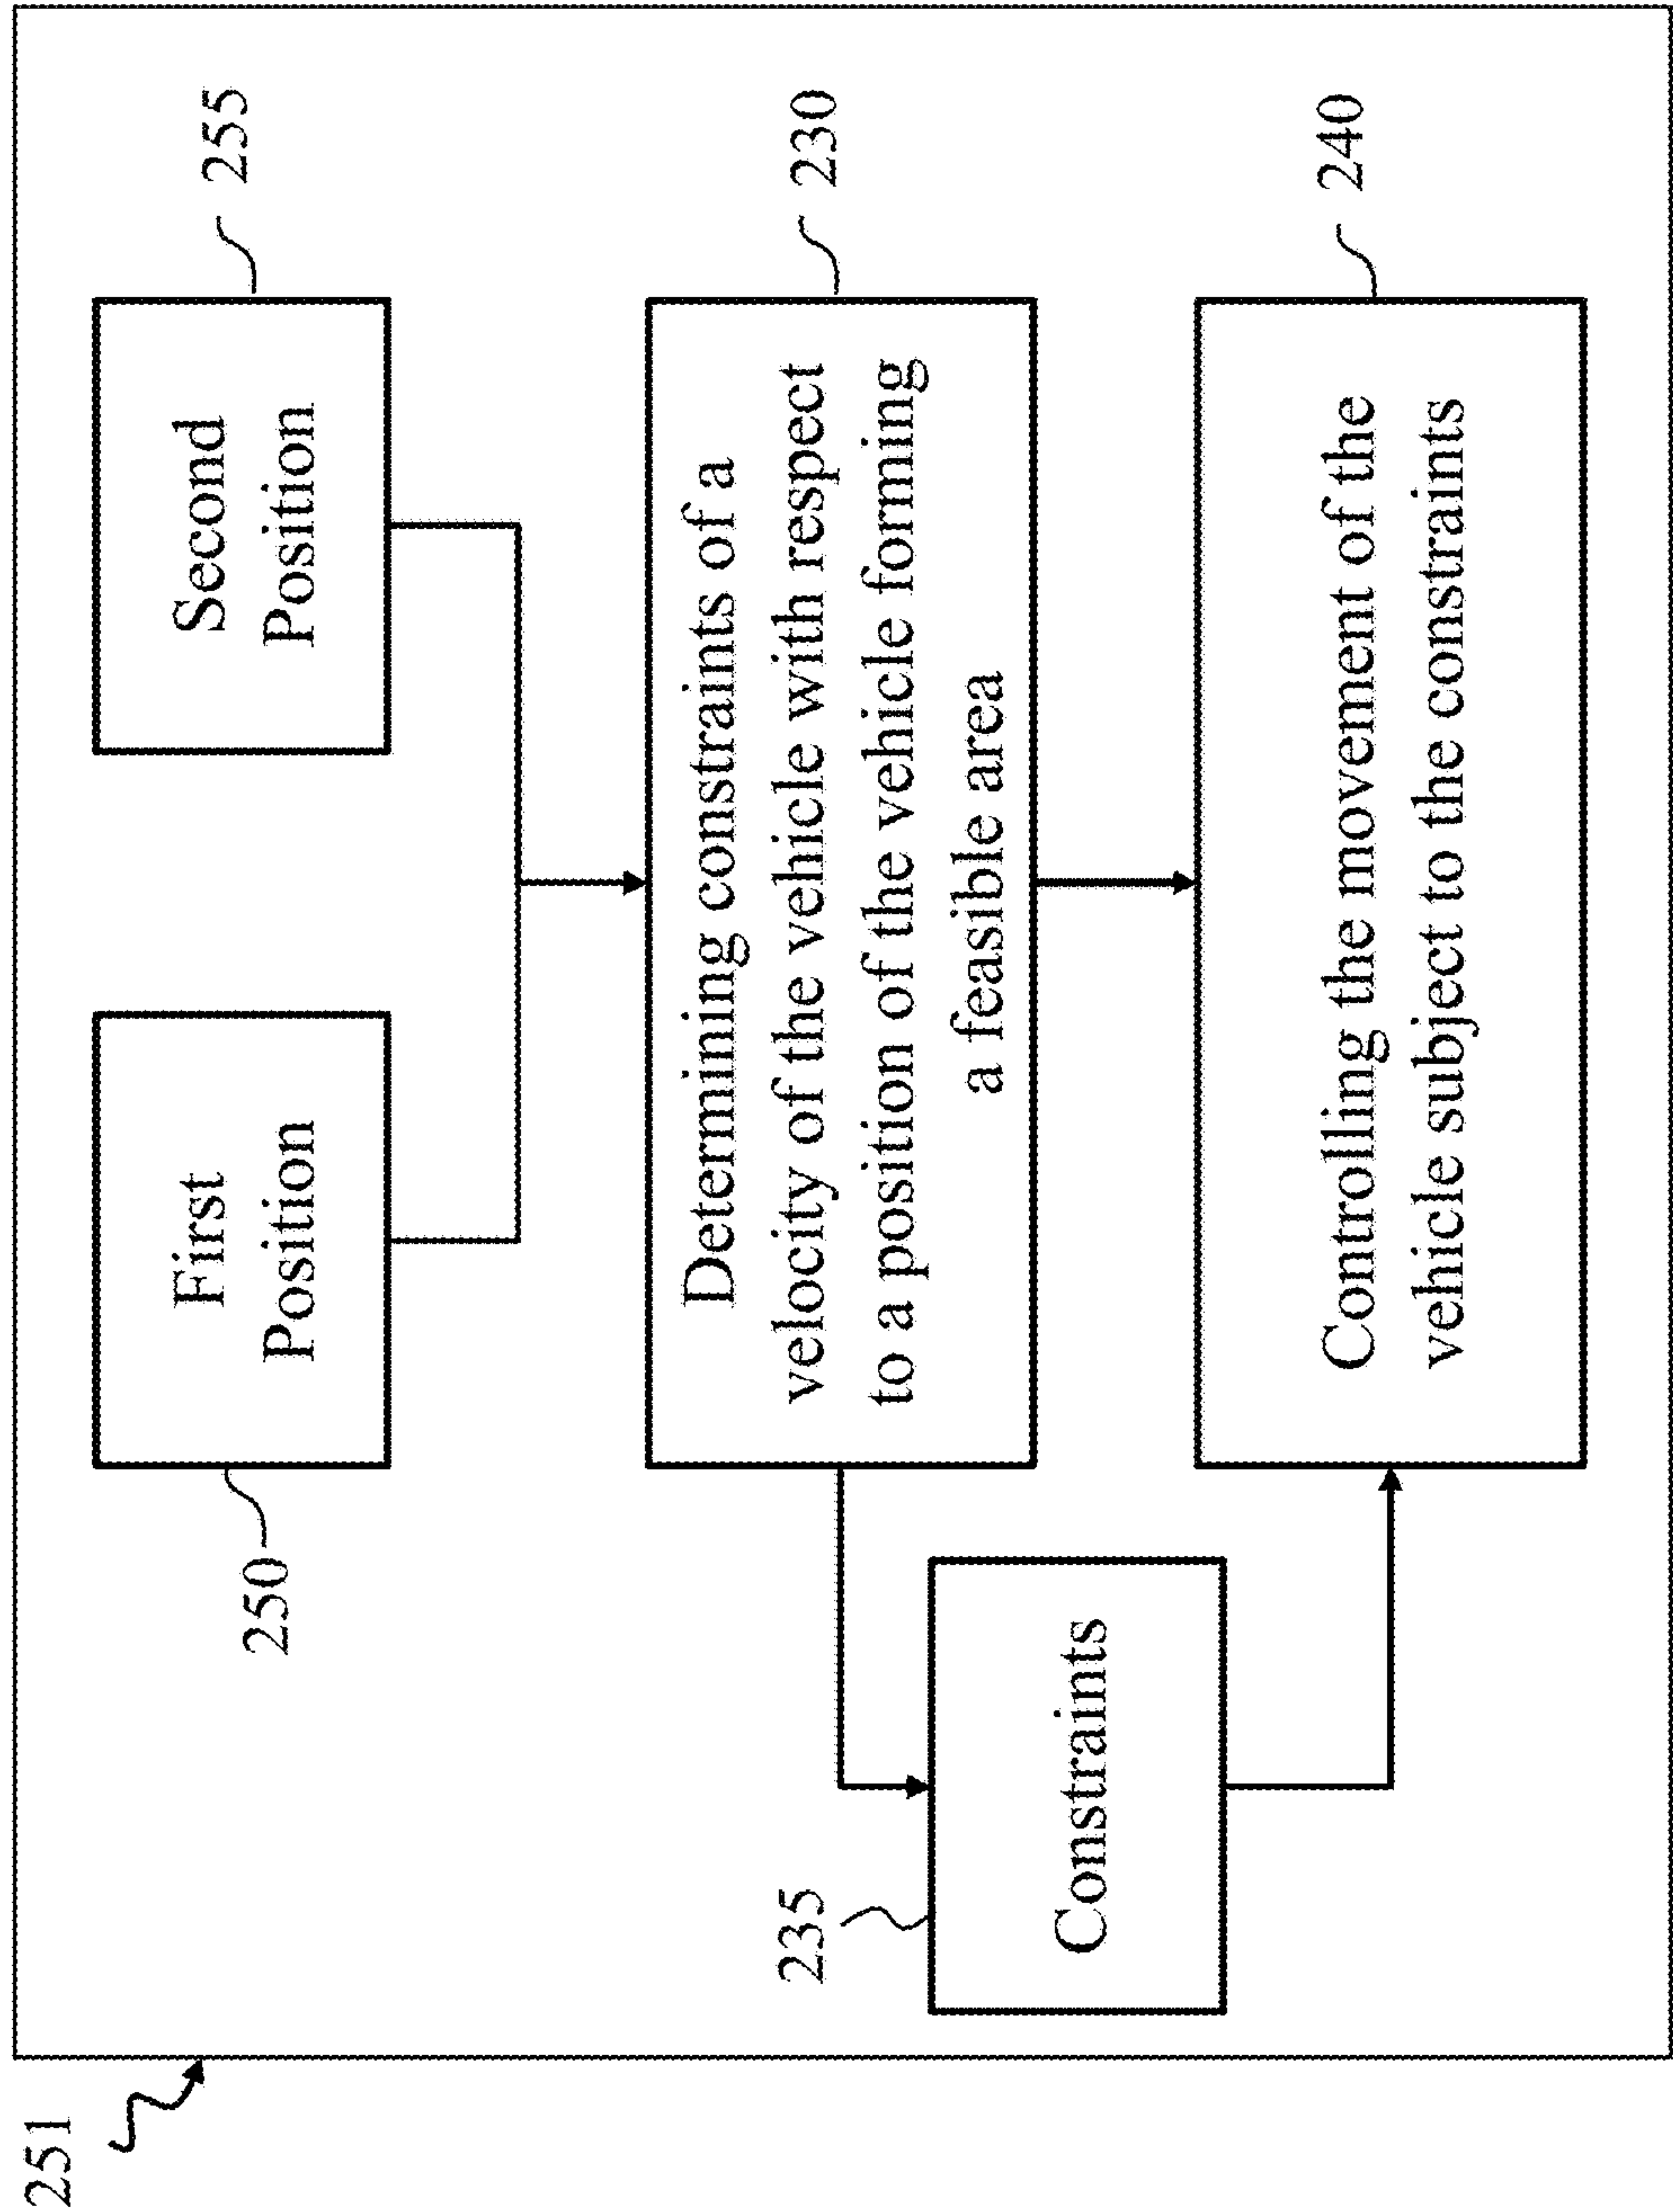 251
First
Position
250
Second
Position
255
Determining constraints of a
velocity of the vehicle with respect
to a position of the vehicle forming
a feasible area
230
235
Constraints
Controlling the movement of the
vehicle subject to the constraints
240